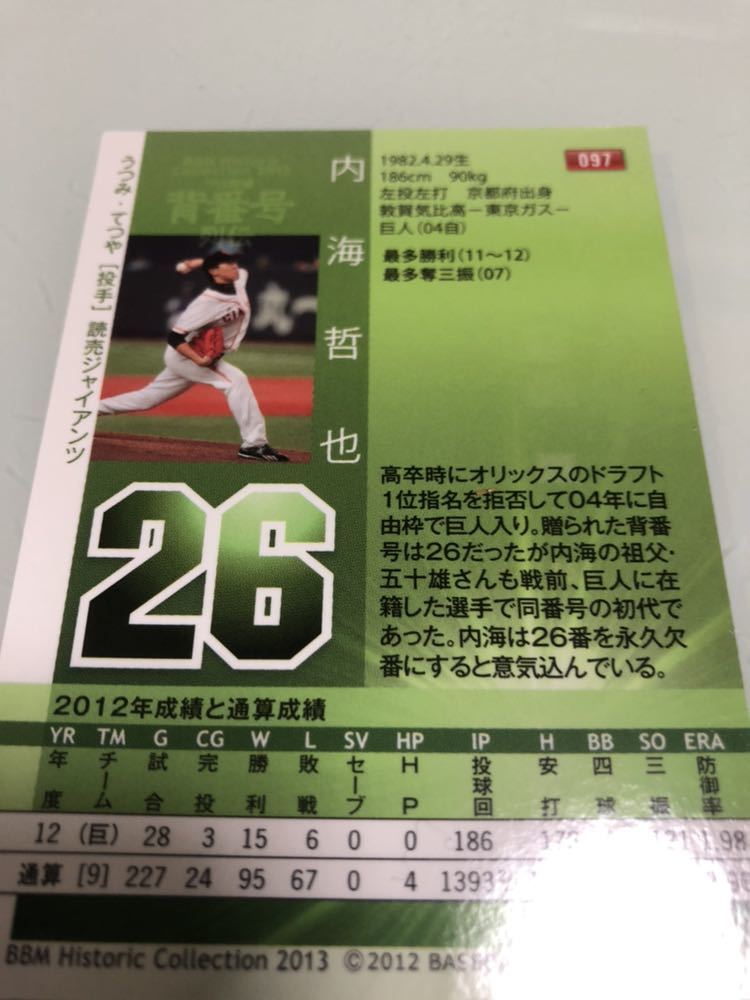 うつみ・てつや [投手] 読売ジャイアンツ
背番号
内海哲也
1982.4.29生
097
186cm 90kg
左投左打 京都府出身
敦賀気比高－東京ガス－
巨人(04自)
最多勝利(11～12)
最多奪三振(07)
26
高卒時にオリックスのドラフト
1位指名を拒否して04年に自
由枠で巨人入り。贈られた背番
号は26だったが内海の祖父・
五十雄さんも戦前、巨人に在
籍した選手で同番号の初代で
あった。内海は26番を永久欠
番にすると意気込んでいる。
2012年成績と通算成績
YR TM G CG W L SV HP IP H BB SO ERA
年度 チーム 試合 完投 勝利 敗戦 セーブ HP 投球回 安打 四球 三振 防御率
12 (巨) 28 3 15 6 0 0 186 1.98
通算 [9] 227 24 95 67 0 4 1393
BBM Historic Collection 2013 ©2012